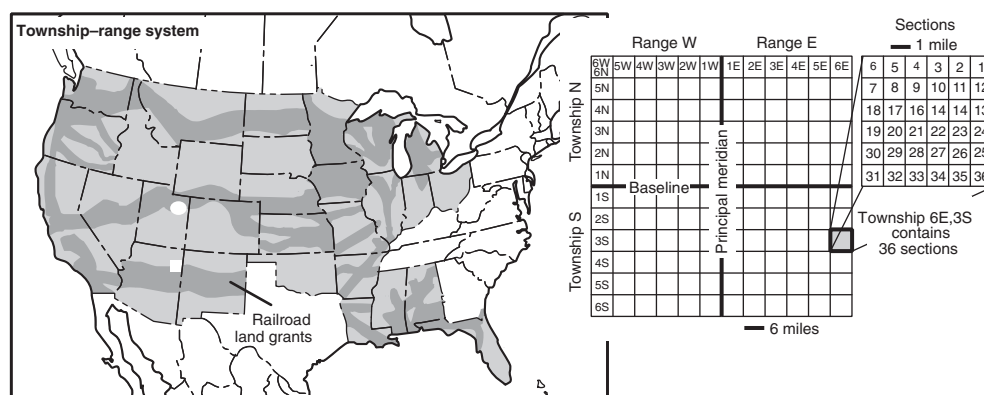 Township–range system
Railroad
land grants
Range W
Range E
6W 5W 4W 3W 2W 1W 1E 2E 3E 4E 5E 6E
6N
5N
4N
3N
2N
1N
1S
2S
3S
4S
5S
6S
Township N
Township S
Baseline
Principal meridian
6 miles
Sections
1 mile
6 5 4 3 2 1
7 8 9 10 11 12
18 17 16 14 14 13
19 20 21 22 23 24
30 29 28 27 26 25
31 32 33 34 35 36
Township 6E,3S
contains
36 sections